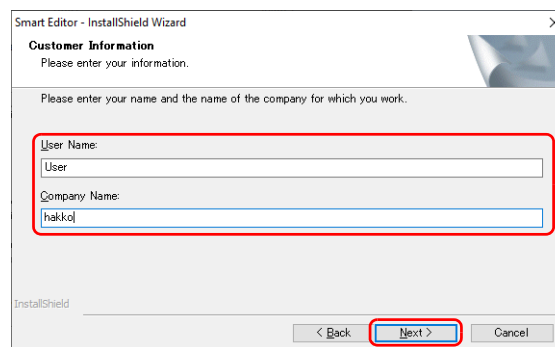 Smart Editor - InstallShield Wizard
Customer Information
Please enter your information.
Please enter your name and the name of the company for which you work.
User Name:
User
Company Name:
hakko
InstallShield
< Back Next > Cancel